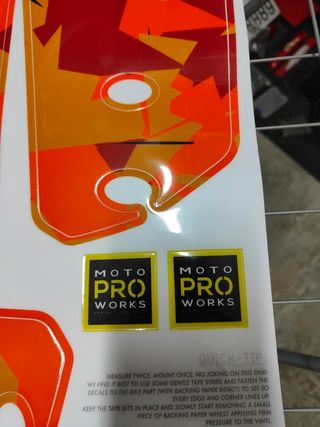 MOTO
PRO
WORKS
MOTO
PRO
WORKS
QUICK-TIP
MEASURE TWICE. MOUNT ONCE. NO JOKING ON THIS ONE!
WE FIND IT BEST TO USE SOME GENTLE TAPE STRIPS AND FASTEN THE
DECALS TO THE BIKE PART (WITH BACKING PAPER INTACT) TO SEE SO
EVERY EDGE AND CORNER LINES UP.
KEEP THE TAPE BITS IN PLACE AND SLOWLY START REMOVING A SMALL
PIECE OF BACKING PAPER WHILST APPLYING FIRM
PRESSURE TO THE VINYL